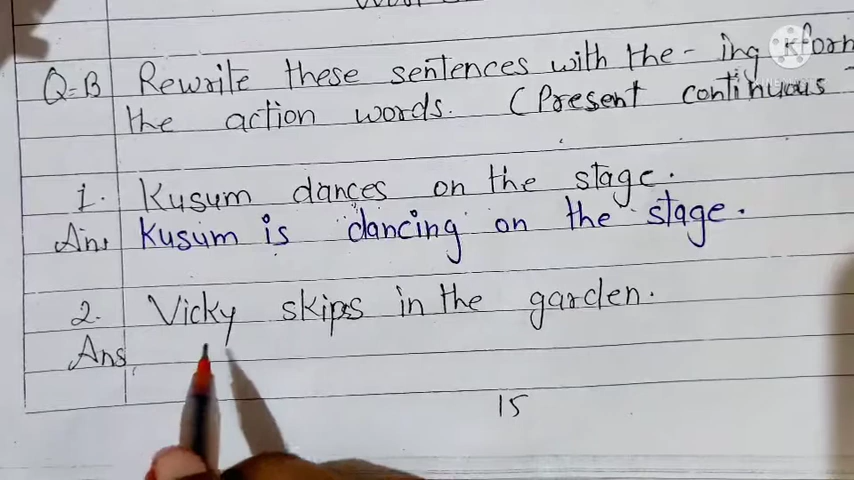 Q=B Rewrite these sentences with the - ing
the action words. (Present continuous
1. Kusum dances on the stage.
Ans Kusum is dancing on the stage.
2. Vicky skips in the garden.
Ans
15